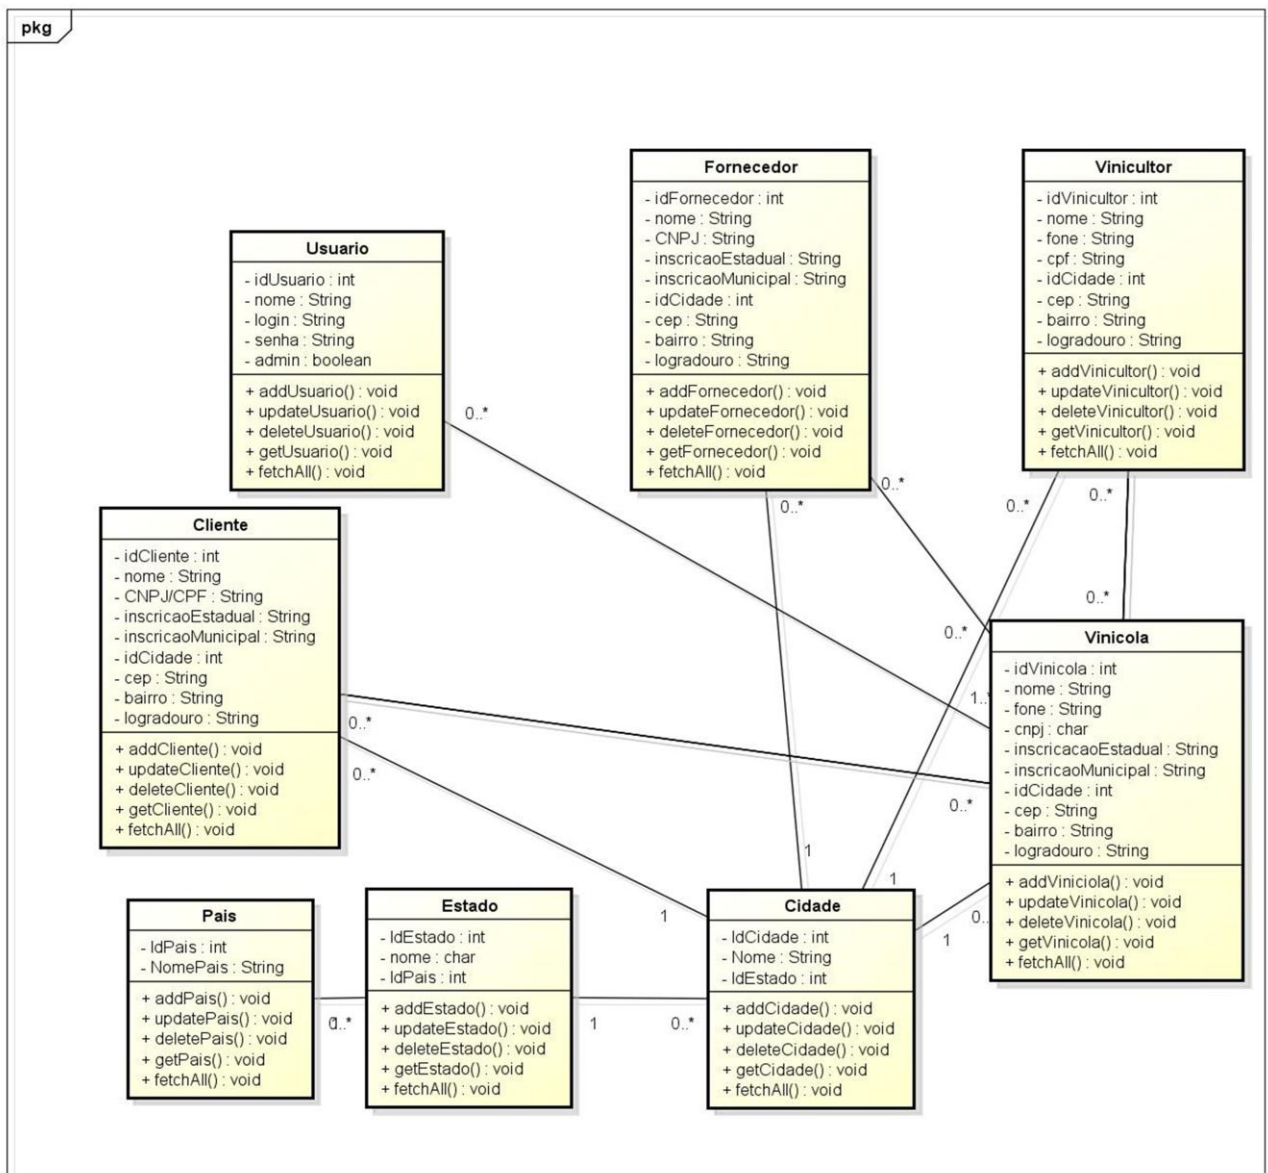 pkg
Fornecedor
- idFornecedor : int
- nome : String
- CNPJ : String
- inscricaoEstadual : String
- inscricaoMunicipal : String
- idCidade : int
- cep : String
- bairro : String
- logradouro : String
+ addFornecedor() : void
+ updateFornecedor() : void
+ deleteFornecedor() : void
+ getFornecedor() : void
+ fetchAll() : void
Vinicultor
- idVinicultor : int
- nome : String
- fone : String
- cpf : String
- idCidade : int
- cep : String
- bairro : String
- logradouro : String
+ addVinicultor() : void
+ updateVinicultor() : void
+ deleteVinicultor() : void
+ getVinicultor() : void
+ fetchAll() : void
Usuario
- idUsuario : int
- nome : String
- login : String
- senha : String
- admin : boolean
+ addUsuario() : void
+ updateUsuario() : void
+ deleteUsuario() : void
+ getUsuario() : void
+ fetchAll() : void
0..*
0..*
0..*
0..*
0..*
Cliente
- idCliente : int
- nome : String
- CNPJ/CPF : String
- inscricaoEstadual : String
- inscricaoMunicipal : String
- idCidade : int
- cep : String
- bairro : String
- logradouro : String
+ addCliente() : void
+ updateCliente() : void
+ deleteCliente() : void
+ getCliente() : void
+ fetchAll() : void
0..*
0..*
0..*
0..*
1..
0..*
Vinicola
- idVinicola : int
- nome : String
- fone : String
- cnpj : char
- inscricacaoEstadual : String
- inscricaoMunicipal : String
- idCidade : int
- cep : String
- bairro : String
- logradouro : String
+ addViniciola() : void
+ updateVinicola() : void
+ deleteVinicola() : void
+ getVinicola() : void
+ fetchAll() : void
1
1
1
0..
1
Pais
- IdPais : int
- NomePais : String
+ addPais() : void
+ updatePais() : void
+ deletePais() : void
+ getPais() : void
+ fetchAll() : void
0..*
Estado
- IdEstado : int
- nome : char
- IdPais : int
+ addEstado() : void
+ updateEstado() : void
+ deleteEstado() : void
+ getEstado() : void
+ fetchAll() : void
1
0..*
Cidade
- IdCidade : int
- Nome : String
- IdEstado : int
+ addCidade() : void
+ updateCidade() : void
+ deleteCidade() : void
+ getCidade() : void
+ fetchAll() : void